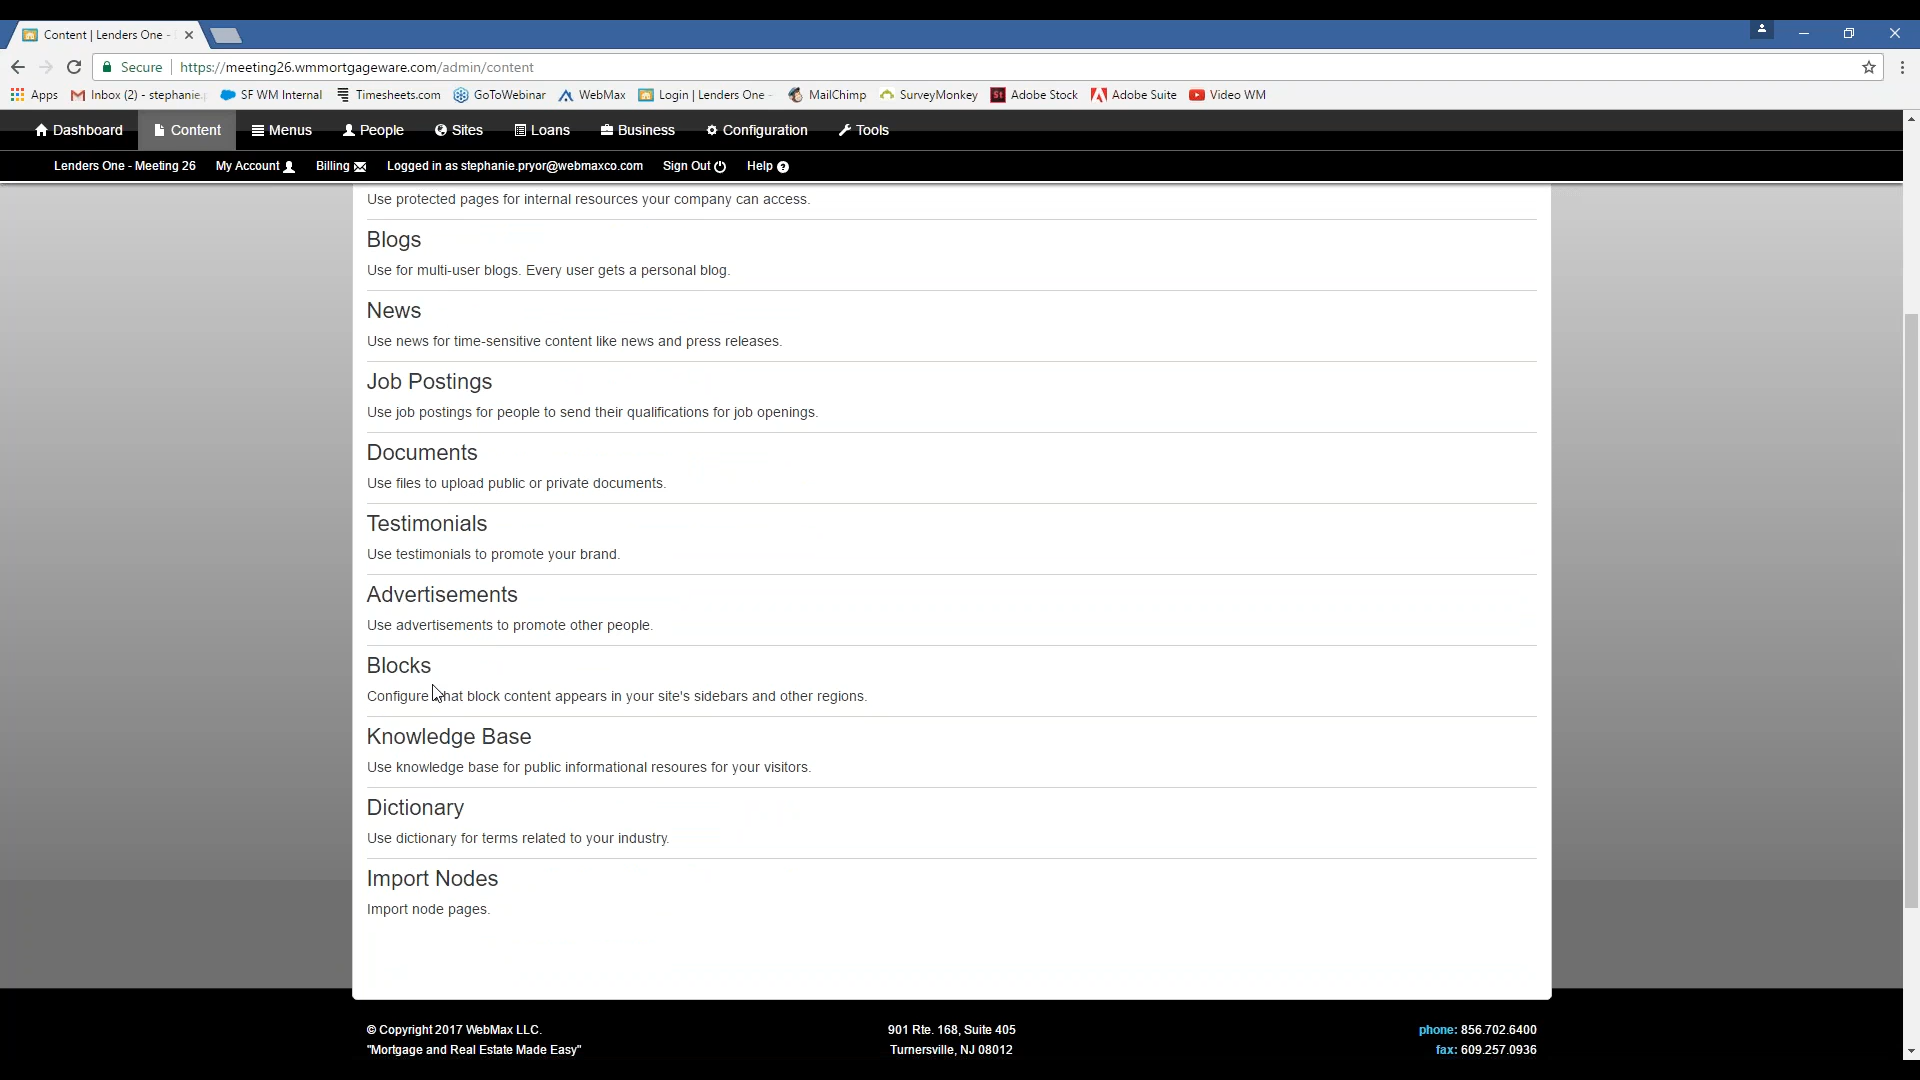 Content | Lenders One -
Secure
https://meeting26.wmmortgageware.com/admin/content
Apps
Inbox (2) - stephanie.
SF WM Internal
Timesheets.com
GoToWebinar
WebMax
Login | Lenders One -
MailChimp
SurveyMonkey
Adobe Stock
Adobe Suite
Video WM
Dashboard
Content
Menus
People
Sites
Loans
Business
Configuration
Tools
Lenders One - Meeting 26
My Account
Billing
Logged in as stephanie.pryor@webmaxco.com
Sign Out
Help
Use protected pages for internal resources your company can access.
Blogs
Use for multi-user blogs. Every user gets a personal blog.
News
Use news for time-sensitive content like news and press releases.
Job Postings
Use job postings for people to send their qualifications for job openings.
Documents
Use files to upload public or private documents.
Testimonials
Use testimonials to promote your brand.
Advertisements
Use advertisements to promote other people.
Blocks
Configure what block content appears in your site's sidebars and other regions.
Knowledge Base
Use knowledge base for public informational resoures for your visitors.
Dictionary
Use dictionary for terms related to your industry.
Import Nodes
Import node pages.
© Copyright 2017 WebMax LLC.
"Mortgage and Real Estate Made Easy"
901 Rte. 168, Suite 405
Turnersville, NJ 08012
phone: 856.702.6400
fax: 609.257.0936